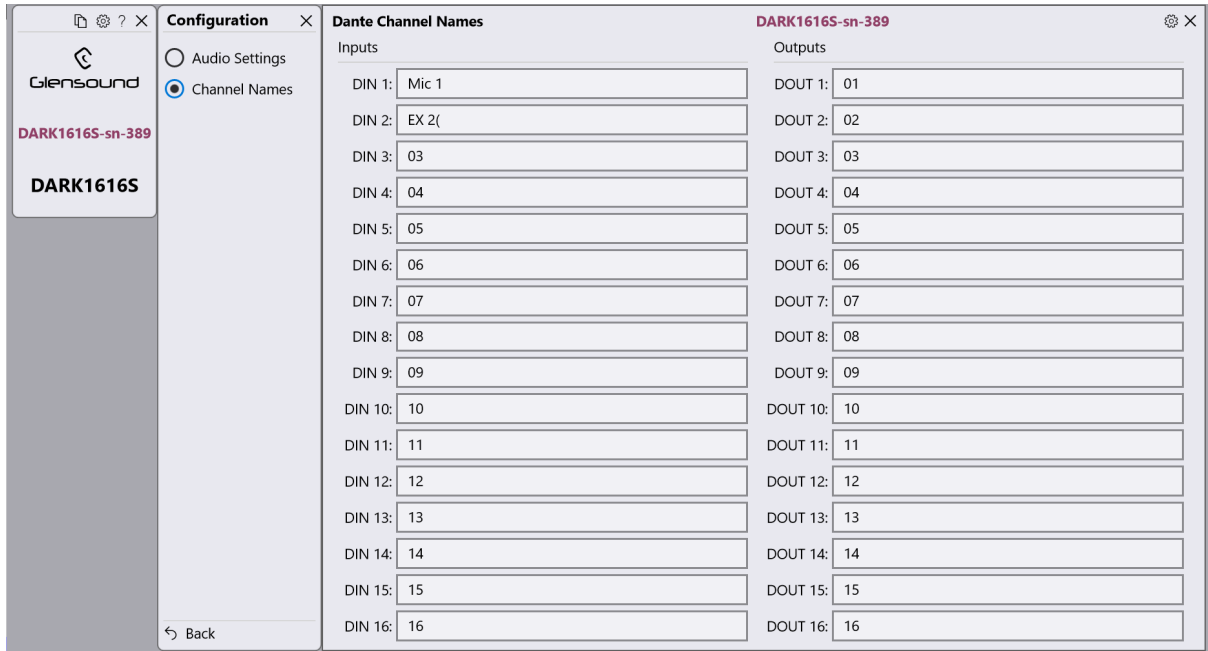 ? Configuration Dante Channel Names DARK1616S-sn-389
Glensound
DARK1616S-sn-389
DARK1616S
Audio Settings
Channel Names
Back
Inputs
DIN 1: Mic 1
DIN 2: EX 2(
DIN 3: 03
DIN 4: 04
DIN 5: 05
DIN 6: 06
DIN 7: 07
DIN 8: 08
DIN 9: 09
DIN 10: 10
DIN 11: 11
DIN 12: 12
DIN 13: 13
DIN 14: 14
DIN 15: 15
DIN 16: 16
Outputs
DOUT 1: 01
DOUT 2: 02
DOUT 3: 03
DOUT 4: 04
DOUT 5: 05
DOUT 6: 06
DOUT 7: 07
DOUT 8: 08
DOUT 9: 09
DOUT 10: 10
DOUT 11: 11
DOUT 12: 12
DOUT 13: 13
DOUT 14: 14
DOUT 15: 15
DOUT 16: 16